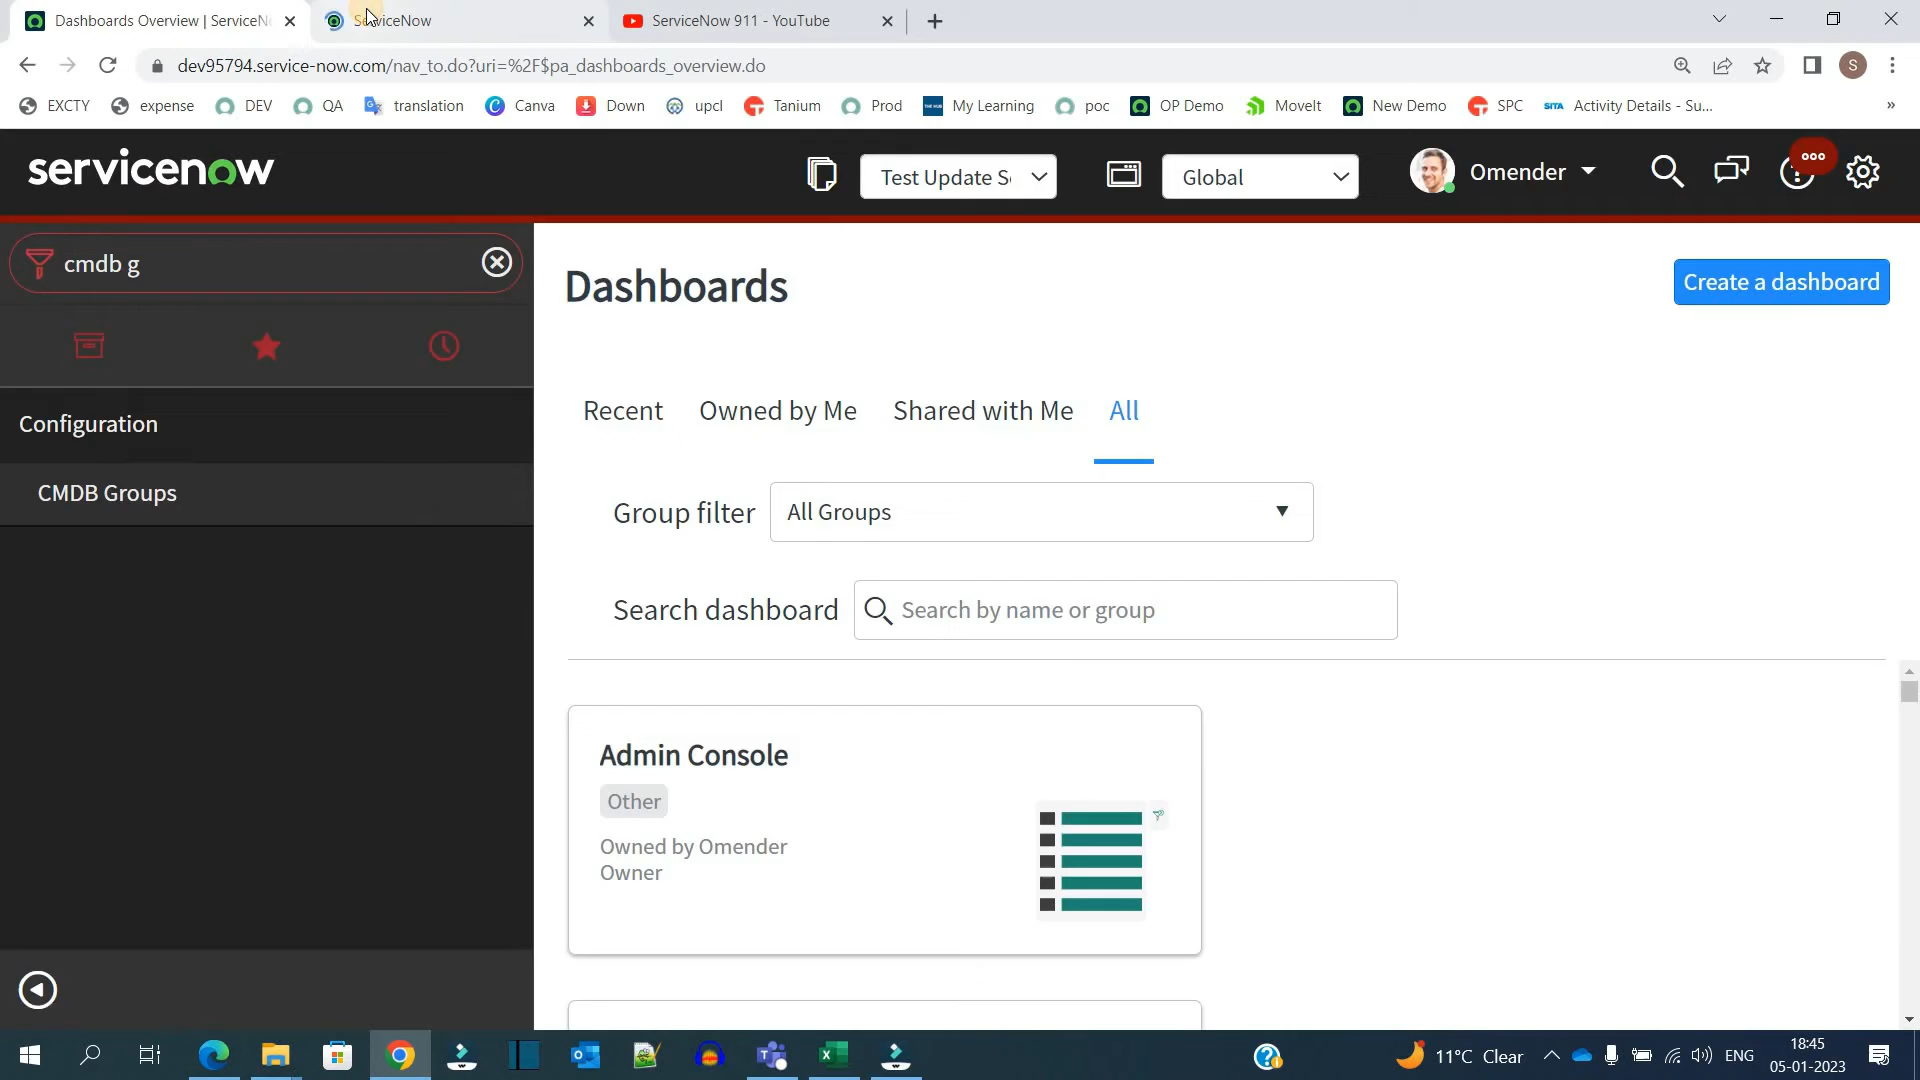 Dashboards Overview | ServiceN
ServiceNow
ServiceNow 911 - YouTube
dev95794.service-now.com/nav_to.do?uri=%2F$pa_dashboards_overview.do
S
EXCTY
expense
DEV
QA
translation
Canva
Down
upcl
Tanium
Prod
My Learning
poc
OP Demo
MoveIt
New Demo
SPC
SITA
Activity Details - Su...
»
servicenow
Test Update S
Global
Omender
cmdb g
Configuration
CMDB Groups
Dashboards
Create a dashboard
Recent
Owned by Me
Shared with Me
All
Group filter
All Groups
Search dashboard
Search by name or group
Admin Console
Other
Owned by Omender
Owner
11°C Clear
ENG
18:45
05-01-2023